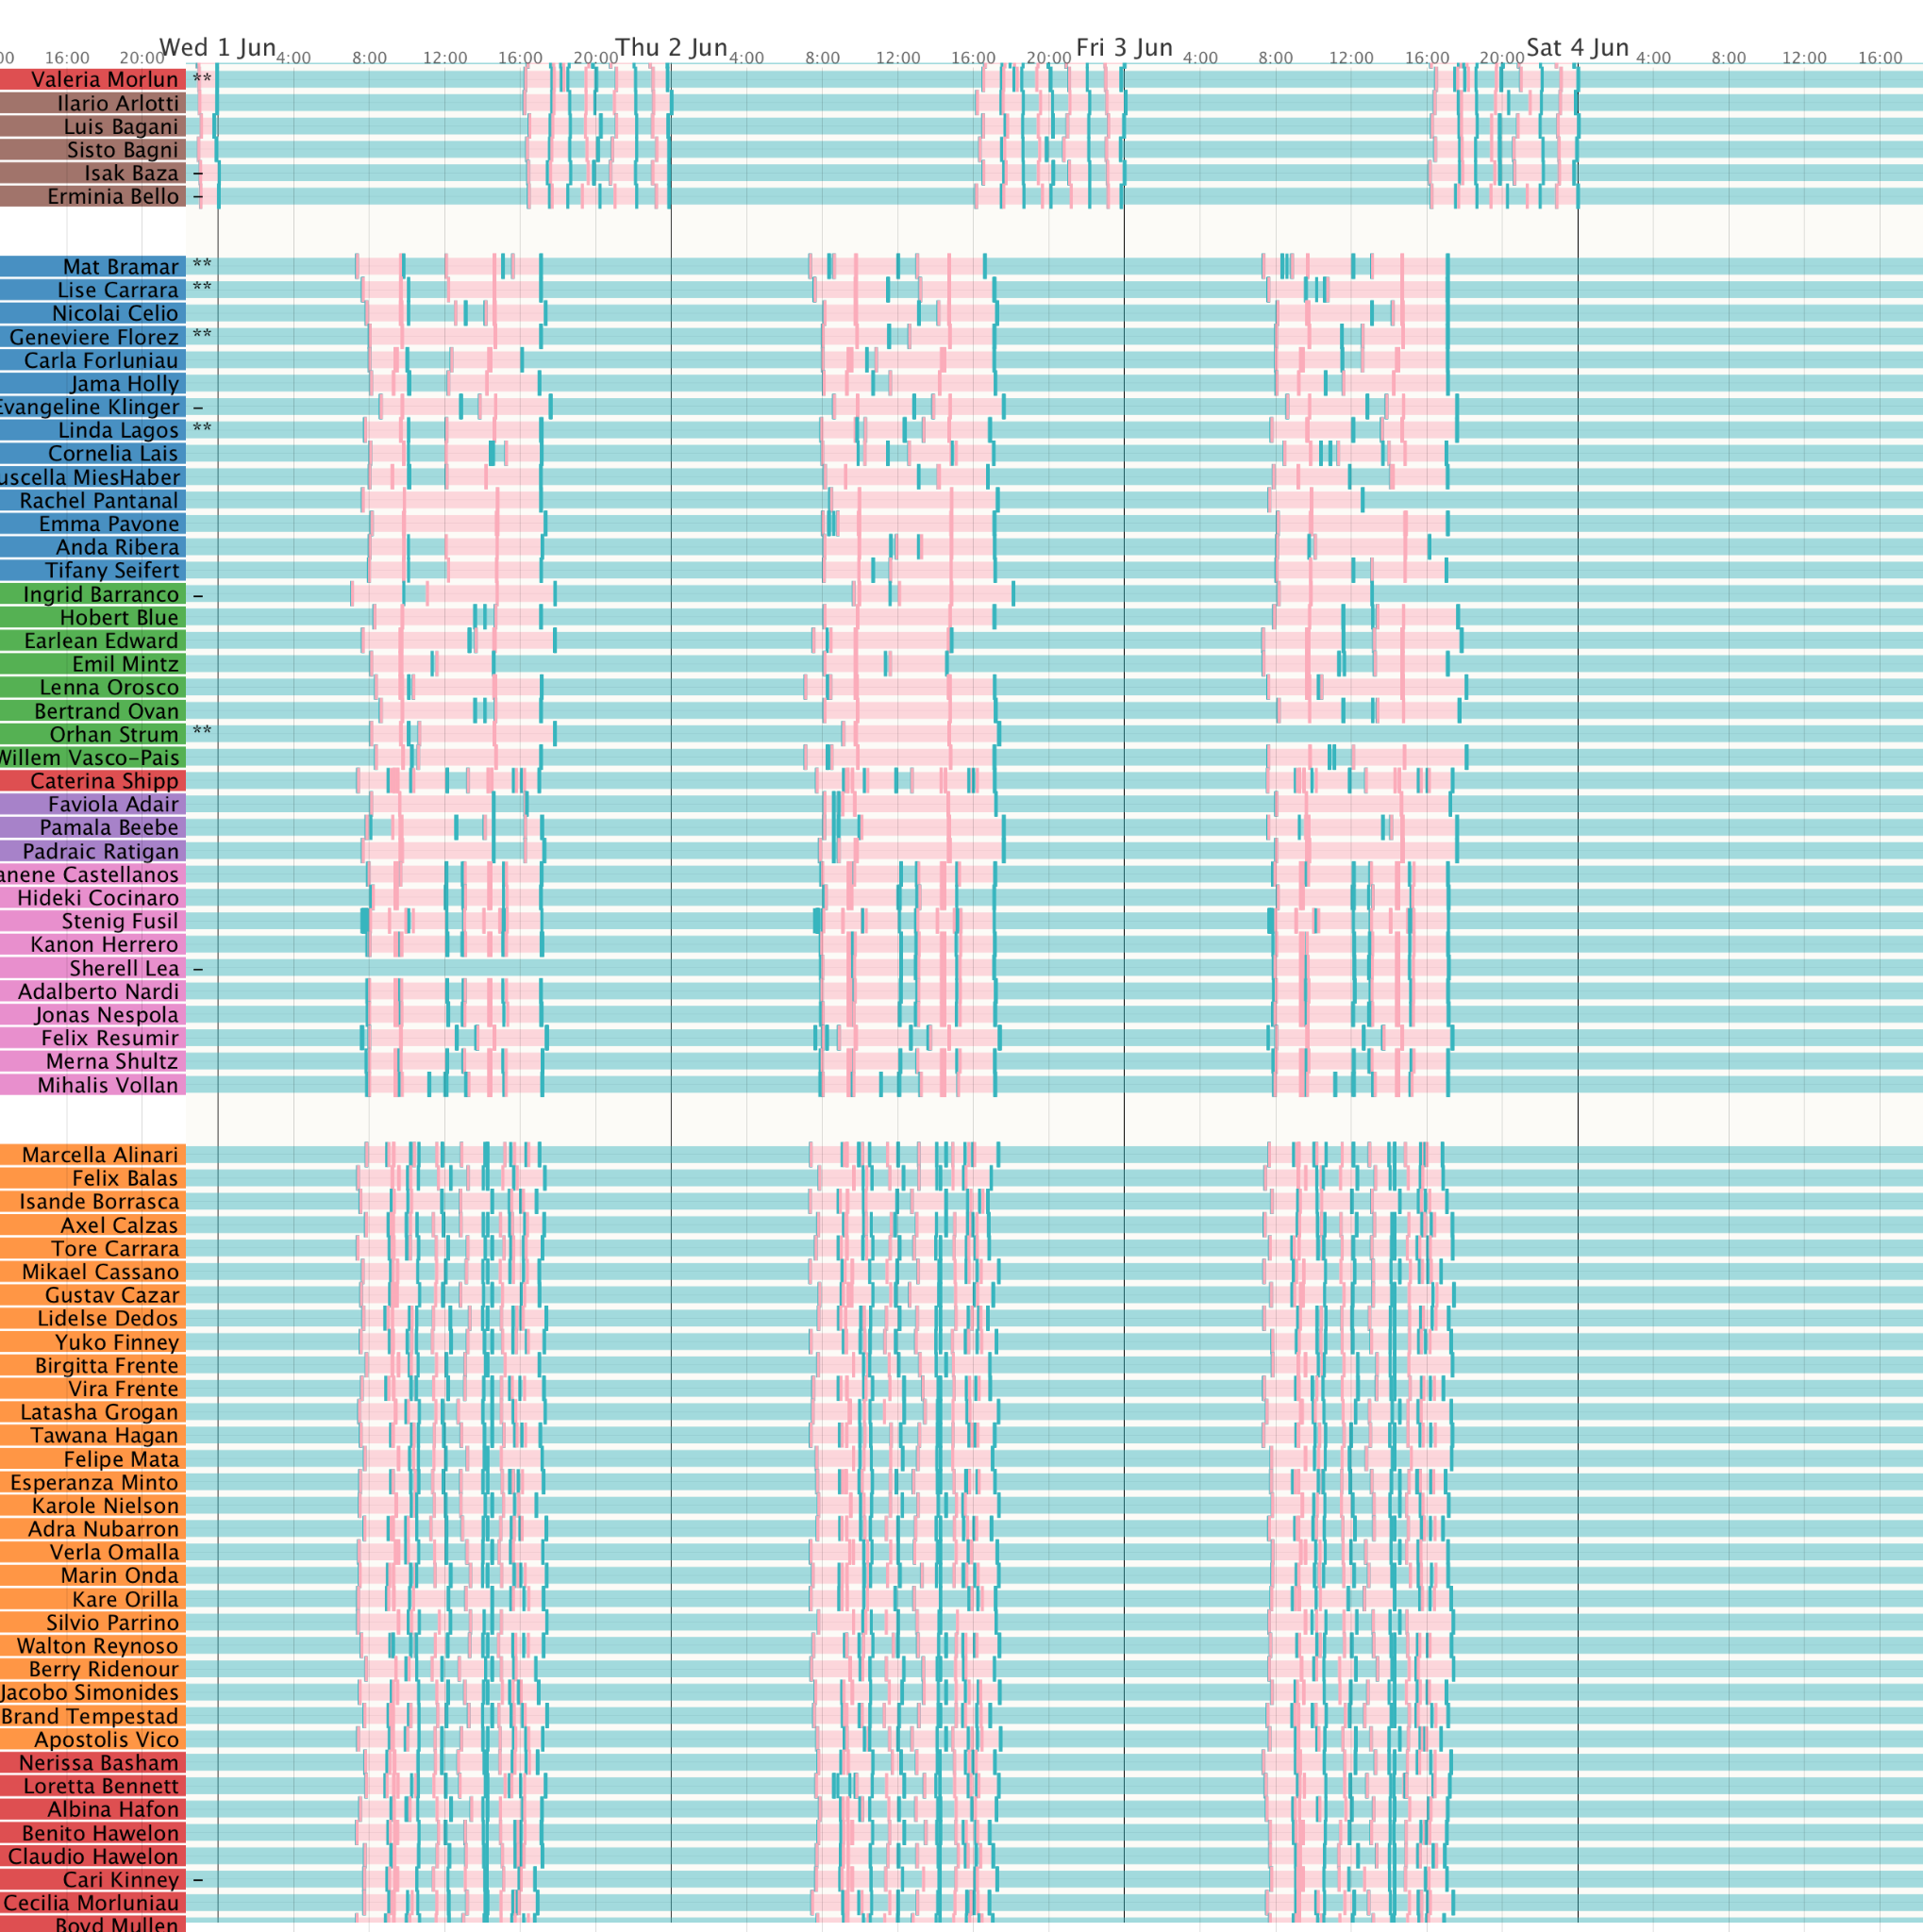 00 16:00 20:00 Wed 1 Jun 4:00 8:00 12:00 16:00 20:00 Thu 2 Jun 4:00 8:00 12:00 16:00 20:00 Fri 3 Jun 4:00 8:00 12:00 16:00 20:00 Sat 4 Jun 4:00 8:00 12:00 16:00
Valeria Morlun **
Ilario Arlotti
Luis Bagani
Sisto Bagni
Isak Baza –
Erminia Bello –
Mat Bramar **
Lise Carrara **
Nicolai Celio
Geneviere Florez **
Carla Forluniau
Jama Holly
Evangeline Klinger –
Linda Lagos **
Cornelia Lais
uscella MiesHaber
Rachel Pantanal
Emma Pavone
Anda Ribera
Tifany Seifert
Ingrid Barranco –
Hobert Blue
Earlean Edward
Emil Mintz
Lenna Orosco
Bertrand Ovan
Orhan Strum **
Willem Vasco-Pais
Caterina Shipp
Faviola Adair
Pamala Beebe
Padraic Ratigan
anene Castellanos
Hideki Cocinaro
Stenig Fusil
Kanon Herrero
Sherell Lea –
Adalberto Nardi
Jonas Nespola
Felix Resumir
Merna Shultz
Mihalis Vollan
Marcella Alinari
Felix Balas
Isande Borrasca
Axel Calzas
Tore Carrara
Mikael Cassano
Gustav Cazar
Lidelse Dedos
Yuko Finney
Birgitta Frente
Vira Frente
Latasha Grogan
Tawana Hagan
Felipe Mata
Esperanza Minto
Karole Nielson
Adra Nubarron
Verla Omalla
Marin Onda
Kare Orilla
Silvio Parrino
Walton Reynoso
Berry Ridenour
Jacobo Simonides
Brand Tempestad
Apostolis Vico
Nerissa Basham
Loretta Bennett
Albina Hafon
Benito Hawelon
Claudio Hawelon
Cari Kinney –
Cecilia Morluniau
Boyd Mullen